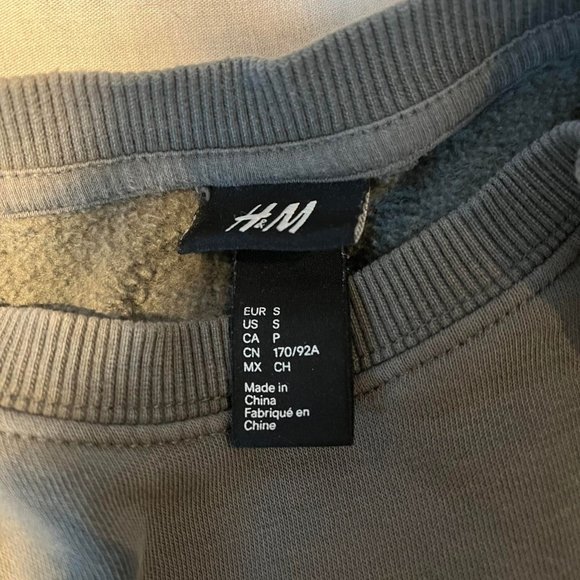 H&M
EUR S
US S
CA P
CN 170/92A
MX CH
Made in
China
Fabriqué en
Chine